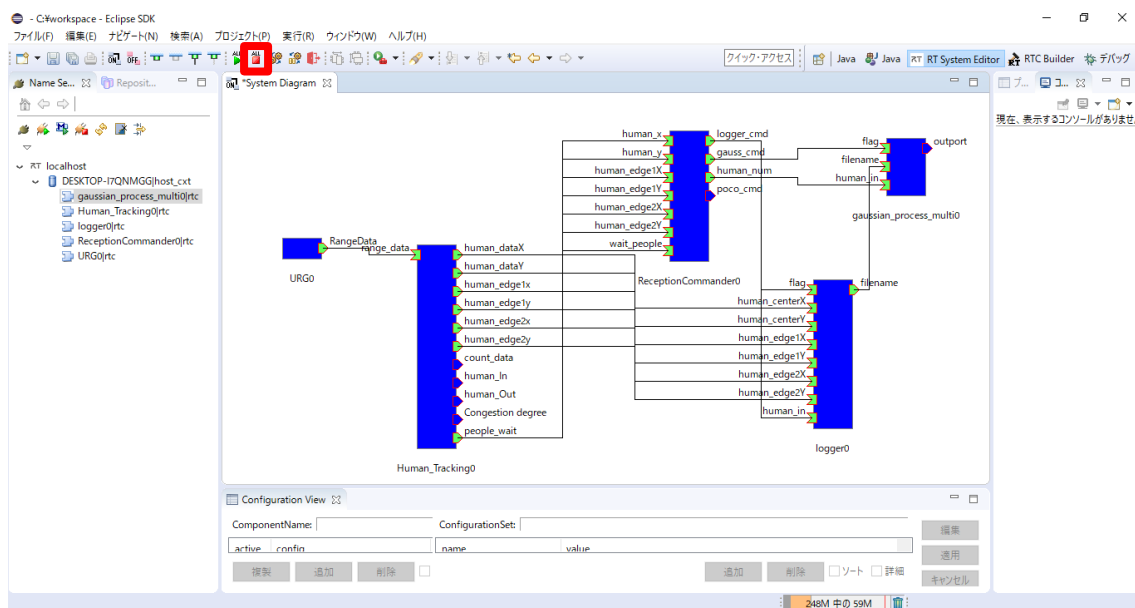 - C:¥workspace - Eclipse SDK
ファイル(F) 編集(E) ナビゲート(N) 検索(A) プロジェクト(P) 実行(R) ウィンドウ(W) ヘルプ(H)
クイック・アクセス Java Java RT RT System Editor RTC Builder デバッグ
Name Se... Reposit...
*System Diagram
プ... コ...
現在、表示するコンソールがありませ
RT localhost
DESKTOP-I7QNMGG|host_cxt
gaussian_process_multi0|rtc
Human_Tracking0|rtc
logger0|rtc
ReceptionCommander0|rtc
URG0|rtc
human_x
human_y
human_edge1X
human_edge1Y
human_edge2X
human_edge2Y
wait_people
logger_cmd
gauss_cmd
human_num
poco_cmd
ReceptionCommander0
flag
filename
human_in
outport
gaussian_process_multi0
RangeData
URG0
range_data
human_dataX
human_dataY
human_edge1x
human_edge1y
human_edge2x
human_edge2y
count_data
human_In
human_Out
Congestion degree
people_wait
Human_Tracking0
flag
human_centerX
human_centerY
human_edge1X
human_edge1Y
human_edge2X
human_edge2Y
human_in
filename
logger0
Configuration View
ComponentName: ConfigurationSet:
active config name value
編集
適用
キャンセル
複製 追加 削除 追加 削除 ソート 詳細
248M 中の 59M